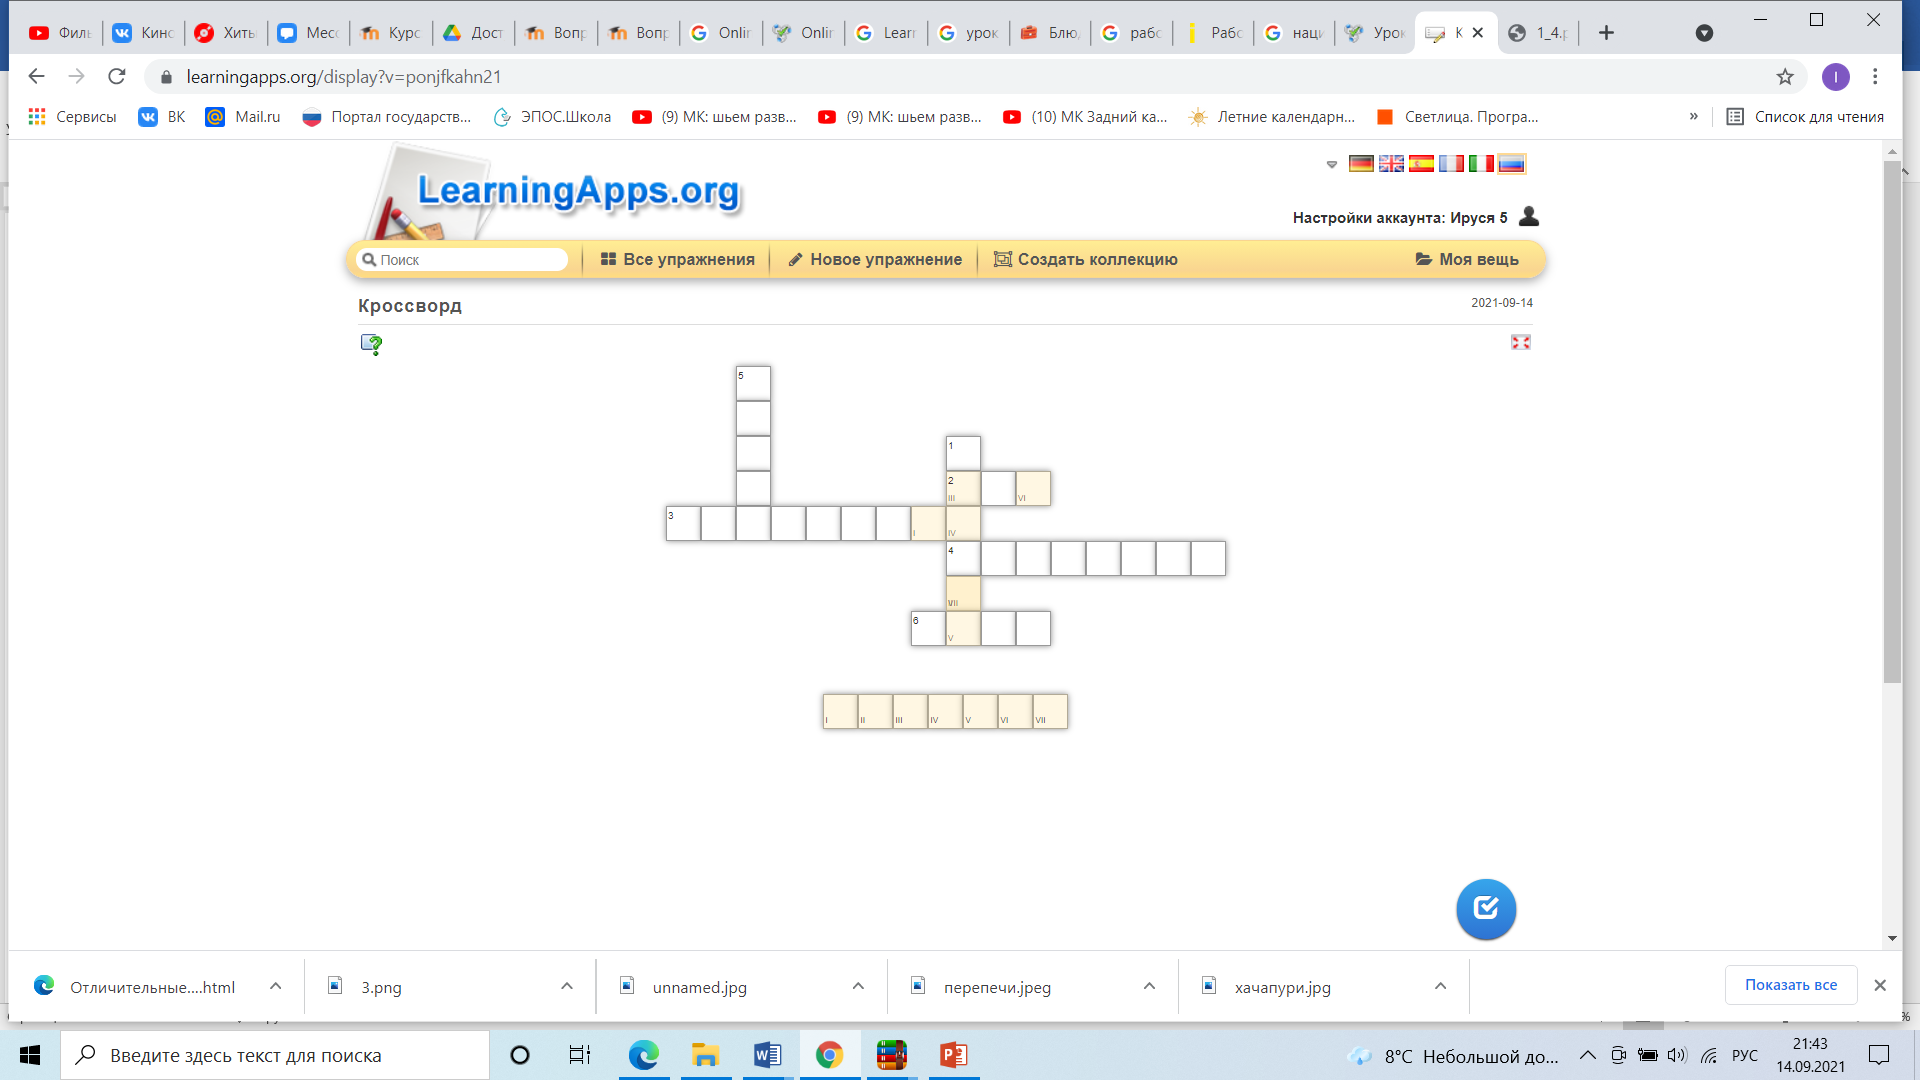 Филь
Кинс
Хиты
Месс
Курс
Дост
Вопр
Вопр
Onlir
Onlir
Learr
урок
Блю
рабо
Рабо
наци
Уроk
К
1_4.p
learningapps.org/display?v=ponjfkahn21
I
Сервисы
ВК
Mail.ru
Портал государств...
ЭПОС.Школа
(9) МК: шьем разв...
(9) МК: шьем разв...
(10) МК Задний ка...
Летние календарн...
Светлица. Програ...
»
Список для чтения
LearningApps.org
Настройки аккаунта: Ируся 5
Поиск
Все упражнения
Новое упражнение
Создать коллекцию
Моя вещь
Кроссворд
2021-09-14
5
1
2
III
VI
3
I
IV
4
VII
6
V
I II III IV V VI VII
Отличительные....html
3.png
unnamed.jpg
перепечи.jpeg
хачапури.jpg
Показать все
Введите здесь текст для поиска
8°C Небольшой до...
РУС
21:43
14.09.2021